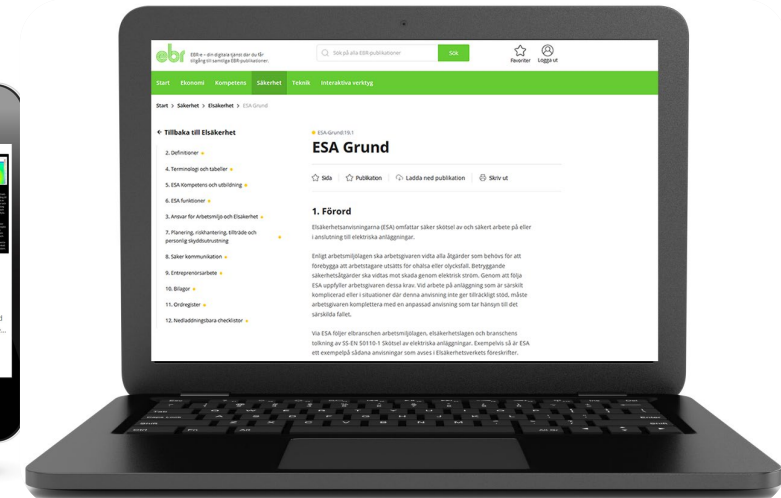 ebr
EBR-e – din digitala tjänst där du får
tillgång till samtliga EBR-publikationer.
Sök på alla EBR-publikationer
Sök
Favoriter
Logga ut
Start
Ekonomi
Kompetens
Säkerhet
Teknik
Interaktiva verktyg
Start > Säkerhet > Elsäkerhet > ESA Grund
Tillbaka till Elsäkerhet
2. Definitioner
4. Terminologi och tabeller
5. ESA Kompetens och utbildning
6. ESA funktioner
3. Ansvar för Arbetsmiljö och Elsäkerhet
7. Planering, riskhantering, tillträde och
personlig skyddsutrustning
8. Säker kommunikation
9. Entreprenörsarbete
10. Bilagor
11. Ordregister
12. Nedladdningsbara checklistor
ESA Grund:19.1
ESA Grund
Sida
Publikation
Ladda ned publikation
Skriv ut
1. Förord
Elsäkerhetsanvisningarna (ESA) omfattar säker skötsel av och säkert arbete på eller
i anslutning till elektriska anläggningar.
Enligt arbetsmiljölagen ska arbetsgivaren vidta alla åtgärder som behövs för att
förebygga att arbetstagare utsätts för ohälsa eller olycksfall. Betryggande
säkerhetsåtgärder ska vidtas mot skada genom elektrisk ström. Genom att följa
ESA uppfyller arbetsgivaren dessa krav. Vid arbete på anläggning som är särskilt
komplicerad eller i situationer där denna anvisning inte ger tillräckligt stöd, måste
arbetsgivaren komplettera med en anpassad anvisning som tar hänsyn till det
särskilda fallet.
Via ESA följer elbranschen arbetsmiljölagen, elsäkerhetslagen och branschens
tolkning av SS-EN 50110-1 Skötsel av elektriska anläggningar. Exempelvis så är ESA
ett exempelpå sådana anvisningar som avses i Elsäkerhetsverkets föreskrifter.